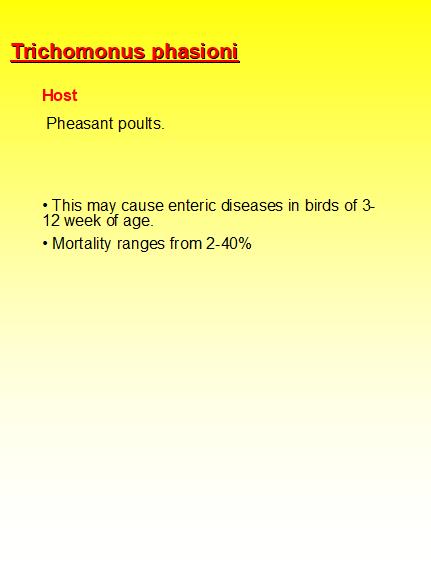 Trichomonus phasioni
Host
Pheasant poults.
• This may cause enteric diseases in birds of 3-
12 week of age.
• Mortality ranges from 2-40%